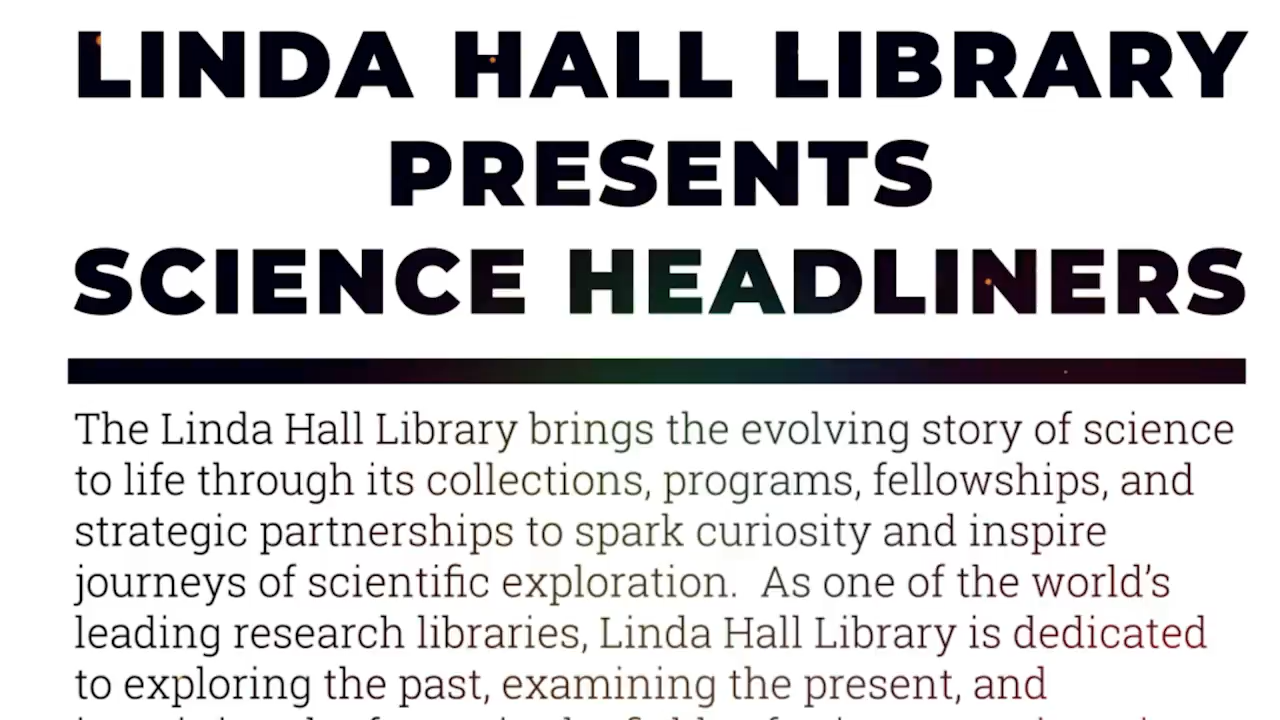 LINDA HALL LIBRARY
PRESENTS
SCIENCE HEADLINERS
The Linda Hall Library brings the evolving story of science
to life through its collections, programs, fellowships, and
strategic partnerships to spark curiosity and inspire
journeys of scientific exploration.  As one of the world’s
leading research libraries, Linda Hall Library is dedicated
to exploring the past, examining the present, and